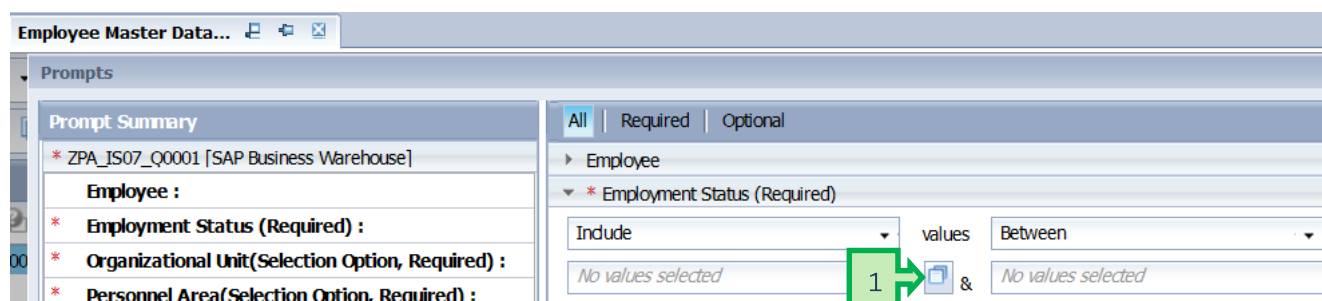 Employee Master Data...
Prompts
Prompt Summary
* ZPA_IS07_Q0001 [SAP Business Warehouse]
Employee :
* Employment Status (Required) :
* Organizational Unit(Selection Option, Required) :
* Personnel Area(Selection Option, Required) :
All | Required | Optional
Employee
* Employment Status (Required)
Include values Between
No values selected 1 & No values selected
00